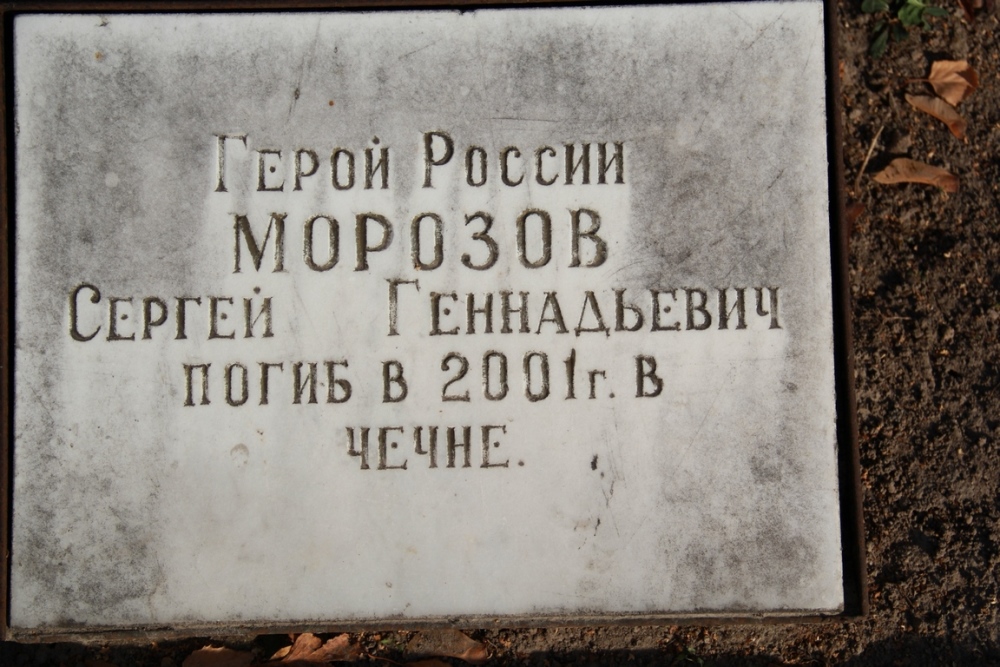 Герой России
МОРОЗОВ
Сергей Геннадьевич
погиб в 2001г. в
чечне.